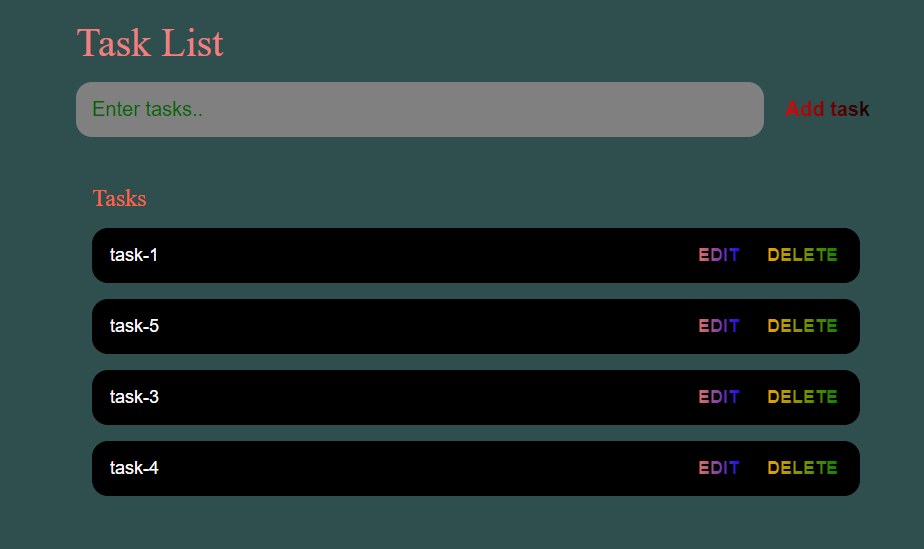 Task List
Enter tasks.. Add task
Tasks
task-1 EDIT DELETE
task-5 EDIT DELETE
task-3 EDIT DELETE
task-4 EDIT DELETE